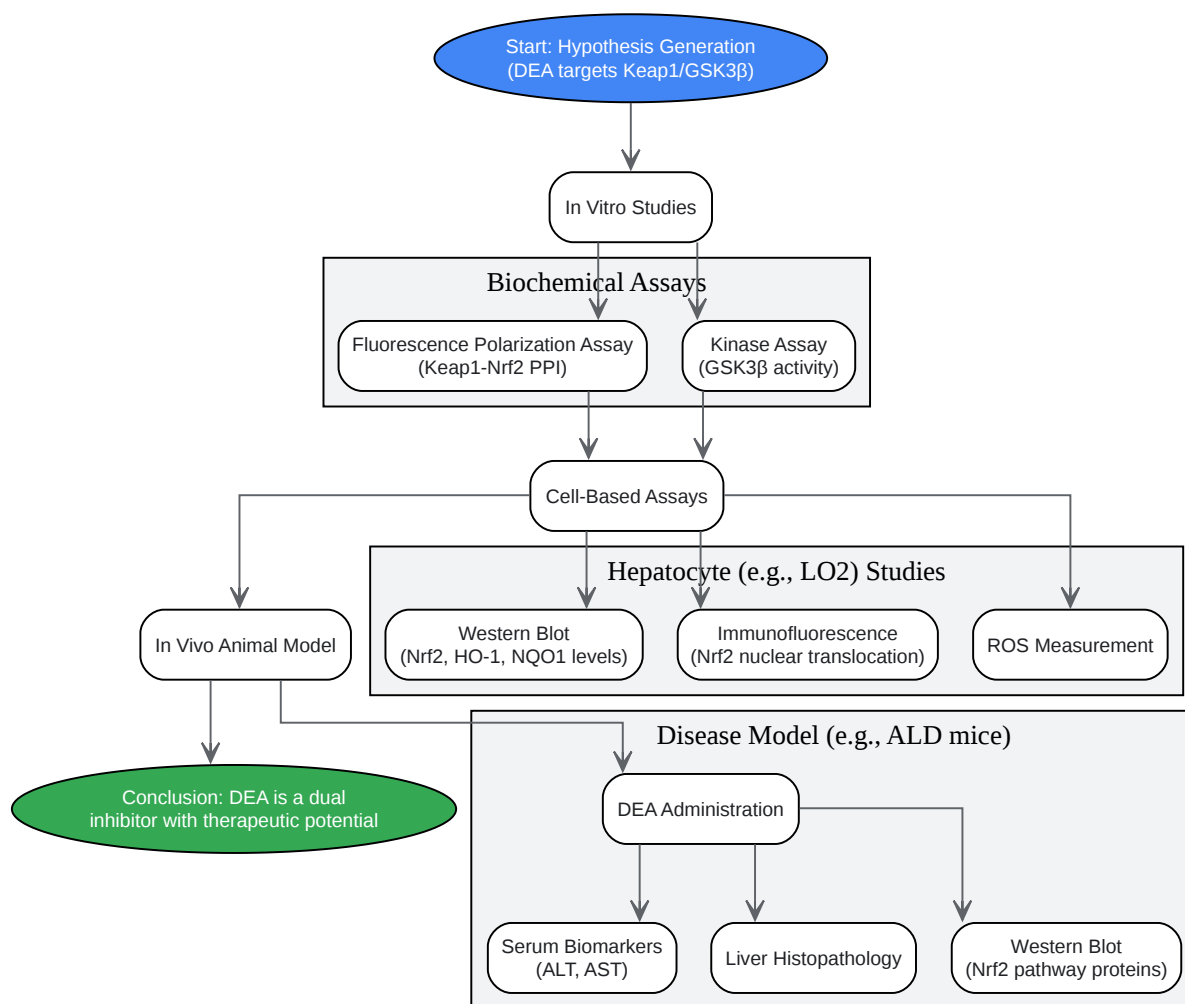 Start: Hypothesis Generation
(DEA targets Keap1/GSK3β)
In Vitro Studies
Biochemical Assays
Fluorescence Polarization Assay
(Keap1-Nrf2 PPI)
Kinase Assay
(GSK3β activity)
Cell-Based Assays
Hepatocyte (e.g., LO2) Studies
In Vivo Animal Model
Western Blot
(Nrf2, HO-1, NQO1 levels)
Immunofluorescence
(Nrf2 nuclear translocation)
ROS Measurement
Disease Model (e.g., ALD mice)
Conclusion: DEA is a dual
inhibitor with therapeutic potential
DEA Administration
Serum Biomarkers
(ALT, AST)
Liver Histopathology
Western Blot
(Nrf2 pathway proteins)